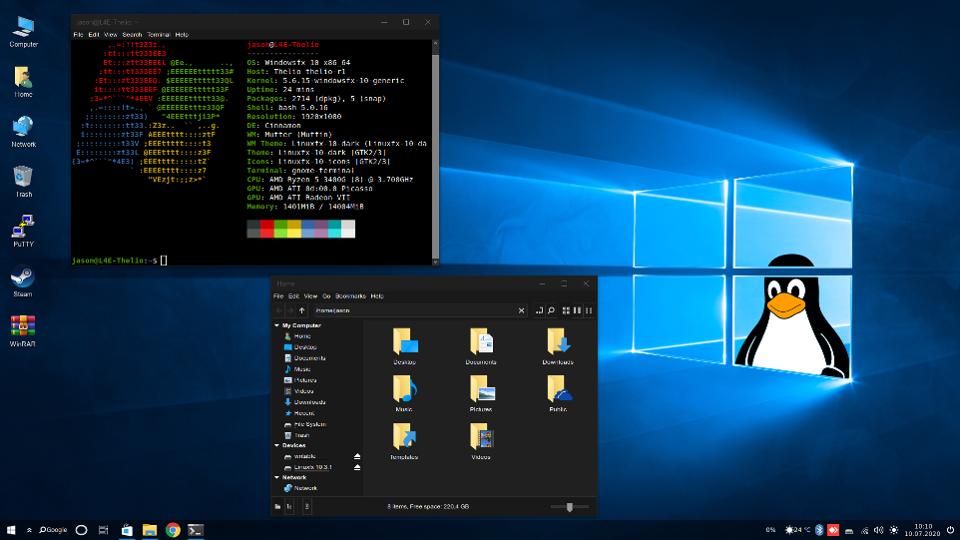 Computer
Home
Network
Trash
PuTTY
Steam
WinRAR
jason@L4E-Thelio: ~
File Edit View Search Terminal Help
jason@L4E-Thelio
----------------
OS: Windowsfx 10 x86_64
Host: Thelio thelio-r1
Kernel: 5.6.15-windowsfx-10-generic
Uptime: 24 mins
Packages: 2714 (dpkg), 5 (snap)
Shell: bash 5.0.16
Resolution: 1920x1080
DE: Cinnamon
WM: Mutter (Muffin)
WM Theme: Linuxfx-10-dark (Linuxfx-10-da
Theme: Linuxfx-10-dark [GTK2/3]
Icons: Linuxfx-10-icons [GTK2/3]
Terminal: gnome-terminal
CPU: AMD Ryzen 5 3400G (8) @ 3.700GHz
GPU: AMD ATI 0d:00.0 Picasso
GPU: AMD ATI Radeon VII
Memory: 1401MiB / 14004MiB
jason@L4E-Thelio:~$
Home
File Edit View Go Bookmarks Help
/home/jason
My Computer
Home
Desktop
Documents
Music
Pictures
Videos
Downloads
Recent
File System
Trash
Devices
writable
Linuxfx 10.3.1
Network
Network
Desktop
Documents
Downloads
Music
Pictures
Public
Templates
Videos
8 items, Free space: 220,4 GB
Google
0%
24 °C
10:10
10.07.2020